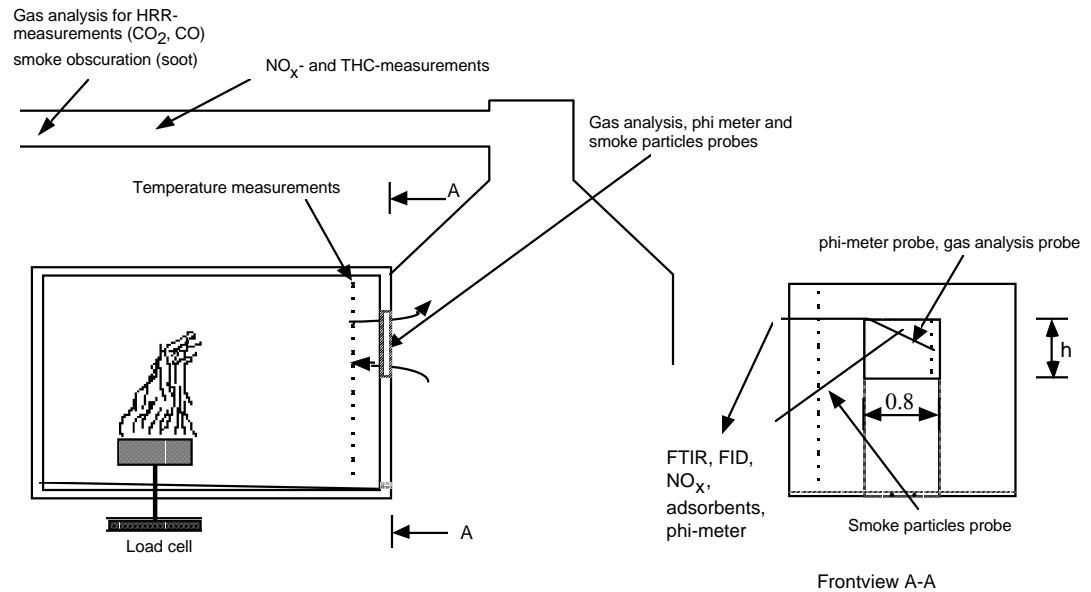 Gas analysis for HRR-
measurements (CO2, CO)
smoke obscuration (soot)
NOx- and THC-measurements
Gas analysis, phi meter and
smoke particles probes
Temperature measurements
A
phi-meter probe, gas analysis probe
h
0.8
FTIR, FID,
NOx,
adsorbents,
phi-meter
Smoke particles probe
A
Load cell
Frontview A-A